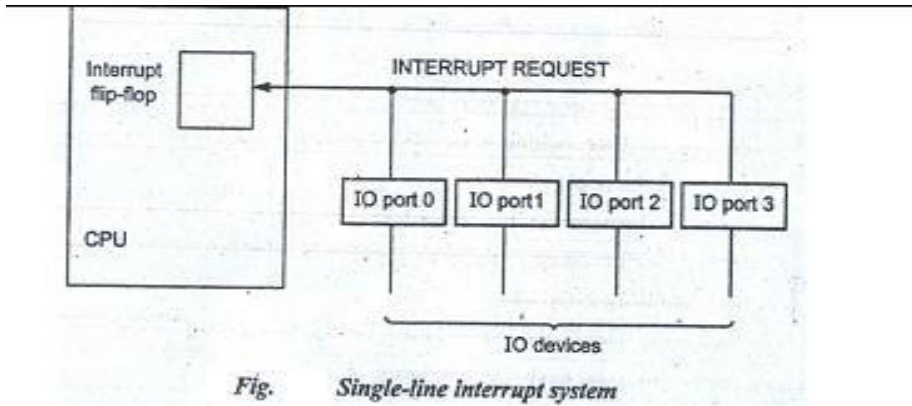 Interrupt
flip-flop
INTERRUPT REQUEST
IO port 0
IO port1
IO port 2
IO port 3
CPU
IO devices
Fig. Single-line interrupt system